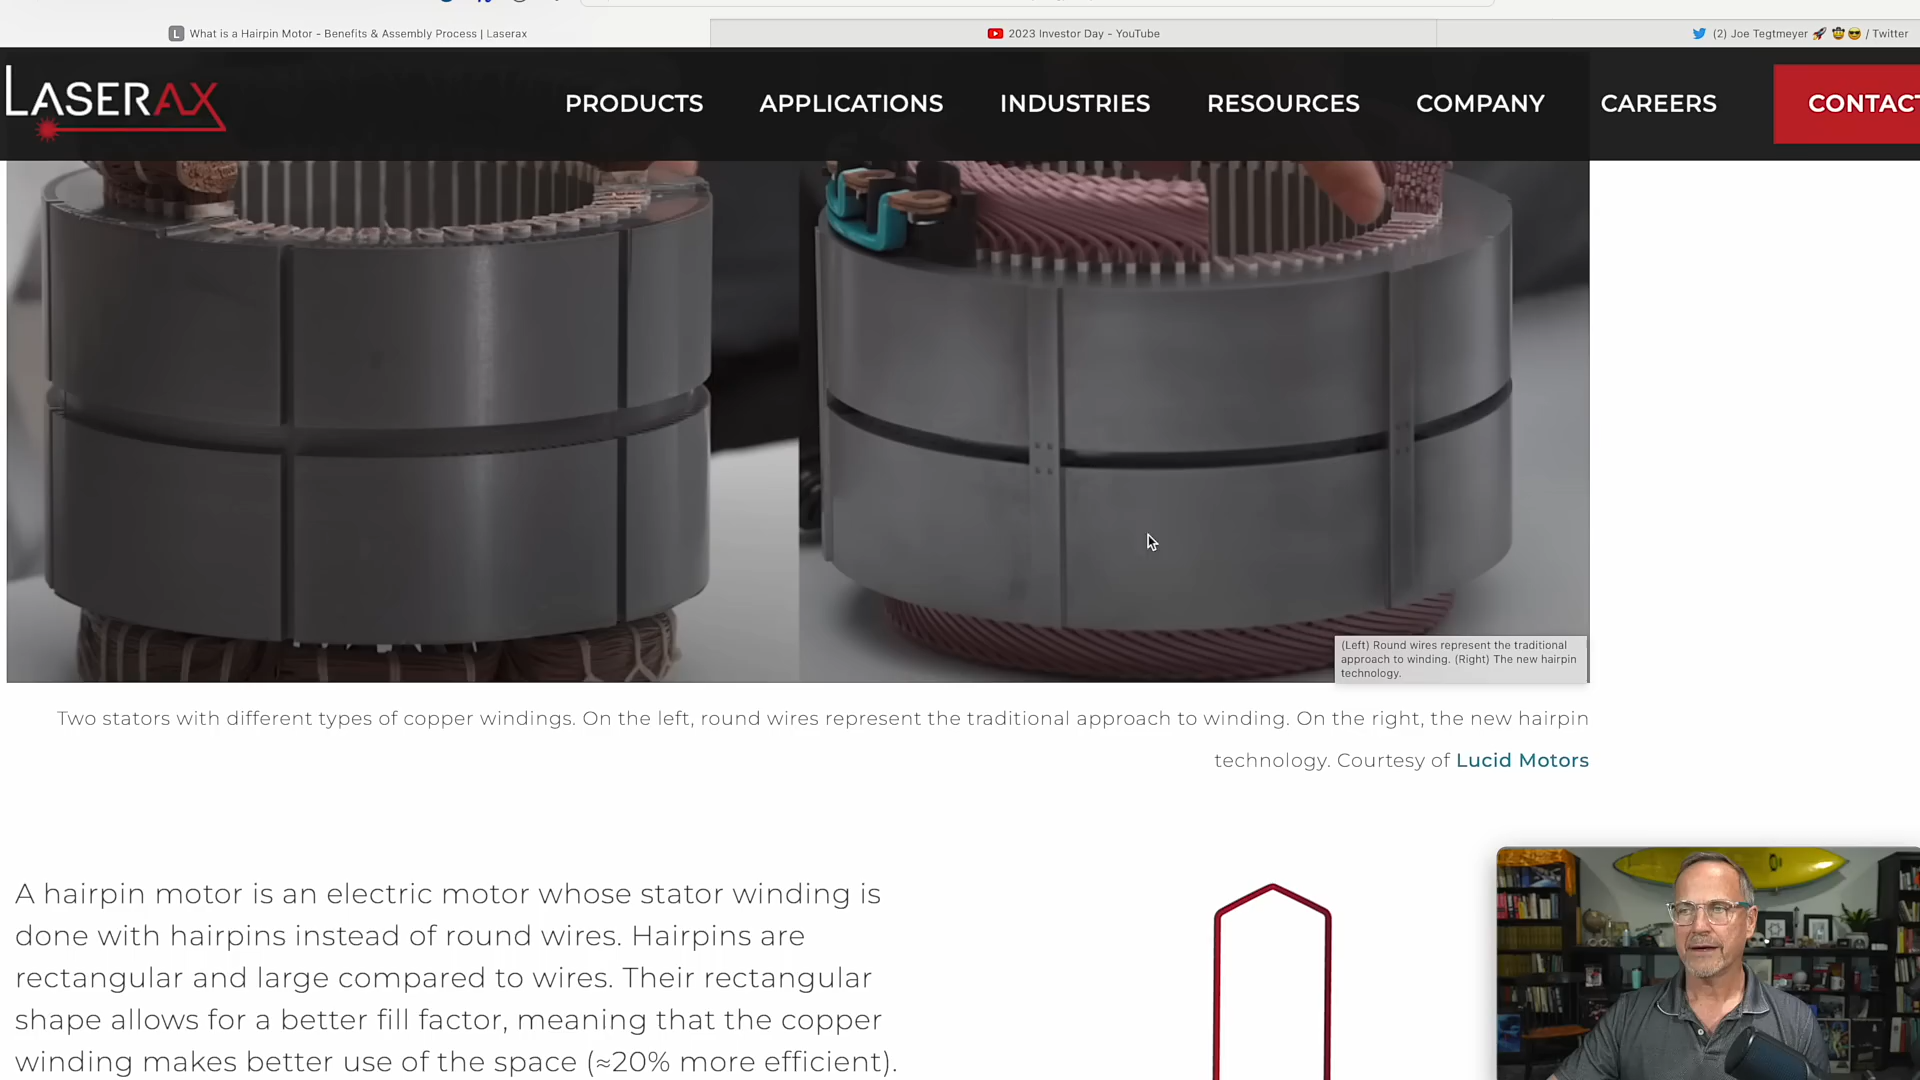 What is a Hairpin Motor - Benefits & Assembly Process | Laserax
2023 Investor Day - YouTube
(2) Joe Tegtmeyer 🚀 🤠 😎 / Twitter
LASERAX
PRODUCTS
APPLICATIONS
INDUSTRIES
RESOURCES
COMPANY
CAREERS
CONTACT
(Left) Round wires represent the traditional
approach to winding. (Right) The new hairpin
technology.
Two stators with different types of copper windings. On the left, round wires represent the traditional approach to winding. On the right, the new hairpin
technology. Courtesy of Lucid Motors
A hairpin motor is an electric motor whose stator winding is
done with hairpins instead of round wires. Hairpins are
rectangular and large compared to wires. Their rectangular
shape allows for a better fill factor, meaning that the copper
winding makes better use of the space (≈20% more efficient).